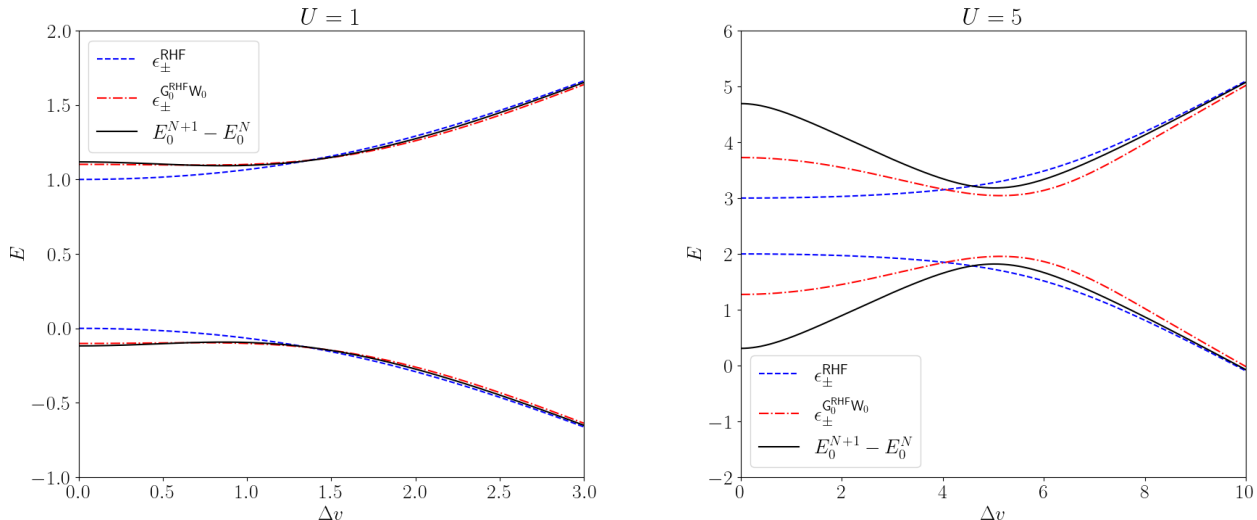 U = 1
2.0
1.5
1.0
0.5
0.0
−0.5
−1.0
E
ϵ±^RHF
ϵ±^G₀^RHF W₀
E₀^{N+1} − E₀^N
0.0
0.5
1.0
1.5
2.0
2.5
3.0
Δv
U = 5
6
5
4
3
2
1
0
−1
−2
E
ϵ±^RHF
ϵ±^G₀^RHF W₀
E₀^{N+1} − E₀^N
0
2
4
6
8
10
Δv